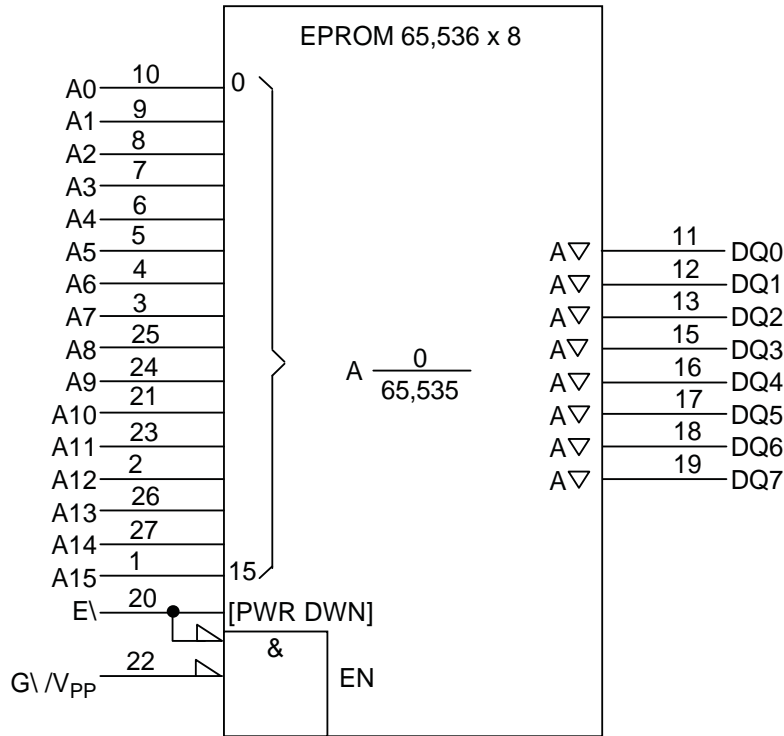 EPROM 65,536 x 8
A0 10 0
A1 9
A2 8
A3 7
A4 6
A5 5
A6 4
A7 3
A8 25
A9 24
A10 21
A11 23
A12 2
A13 26
A14 27
A15 1 15
E\ 20 [PWR DWN]
&
G\ /VPP 22 EN
A 0
65,535
A▽ 11 DQ0
A▽ 12 DQ1
A▽ 13 DQ2
A▽ 15 DQ3
A▽ 16 DQ4
A▽ 17 DQ5
A▽ 18 DQ6
A▽ 19 DQ7